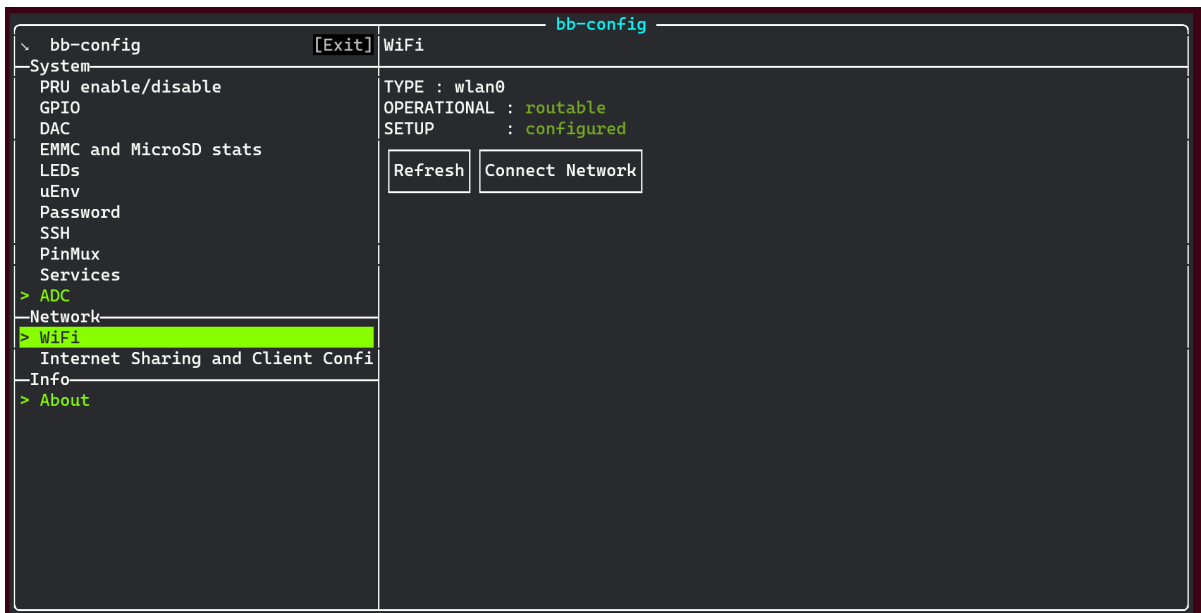 bb-config
↘ bb-config [Exit]
System
PRU enable/disable
GPIO
DAC
EMMC and MicroSD stats
LEDs
uEnv
Password
SSH
PinMux
Services
> ADC
Network
> WiFi
Internet Sharing and Client Confi
Info
> About
WiFi
TYPE : wlan0
OPERATIONAL : routable
SETUP : configured
Refresh Connect Network